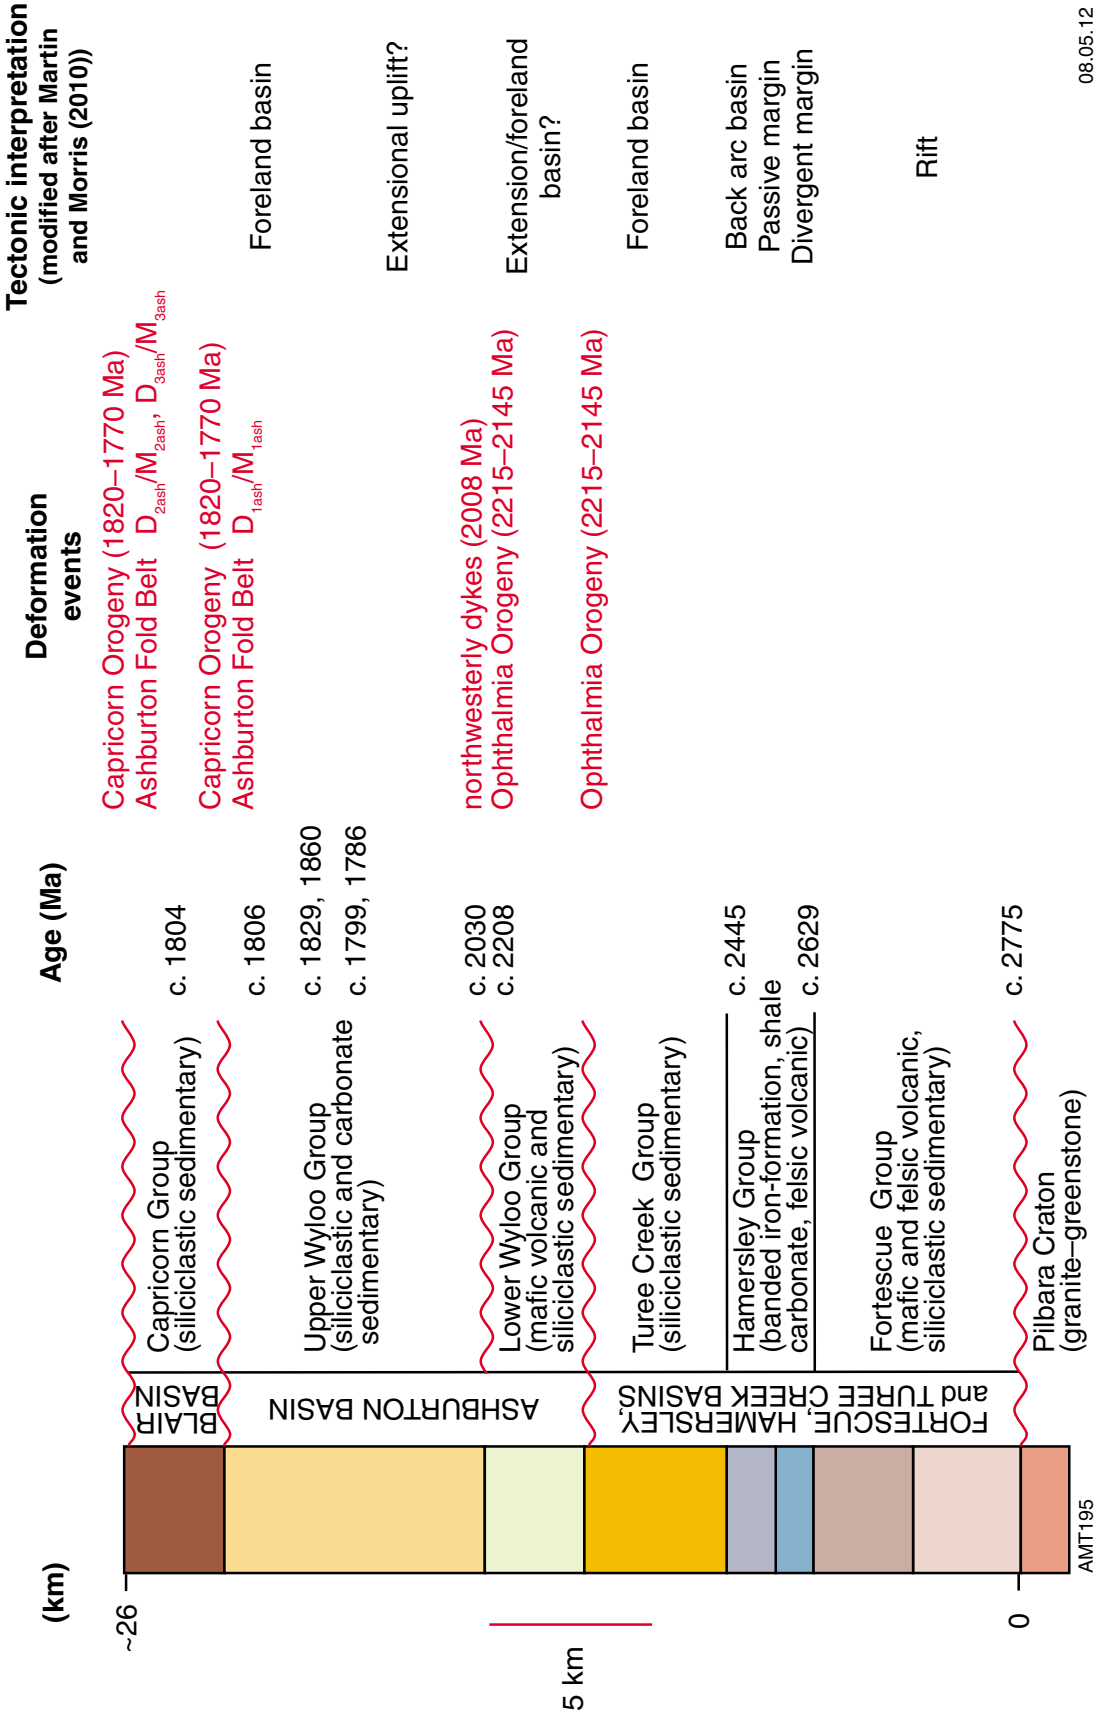 (km)
Age (Ma)
Deformation
events
Tectonic interpretation
(modified after Martin
and Morris (2010))
~26
BLAIR
BASIN
Capricorn Group
(siliciclastic sedimentary)
c. 1804
Capricorn Orogeny (1820–1770 Ma)
Ashburton Fold Belt D2ash/M2ash, D3ash/M3ash
Capricorn Orogeny (1820–1770 Ma)
Ashburton Fold Belt D1ash/M1ash
ASHBURTON BASIN
Upper Wyloo Group
(siliciclastic and carbonate
sedimentary)
c. 1806
c. 1829, 1860
c. 1799, 1786
Foreland basin
Extensional uplift?
c. 2030
c. 2208
northwesterly dykes (2008 Ma)
Ophthalmia Orogeny (2215–2145 Ma)
Lower Wyloo Group
(mafic volcanic and
siliciclastic sedimentary)
Extension/foreland
basin?
Ophthalmia Orogeny (2215–2145 Ma)
5 km
FORTESCUE, HAMERSLEY,
and TUREE CREEK BASINS
Turee Creek Group
(siliciclastic sedimentary)
Foreland basin
Hamersley Group
(banded iron-formation, shale
carbonate, felsic volcanic)
c. 2445
c. 2629
Back arc basin
Passive margin
Divergent margin
Fortescue Group
(mafic and felsic volcanic,
siliciclastic sedimentary)
Rift
0
c. 2775
Pilbara Craton
(granite–greenstone)
AMT195
08.05.12